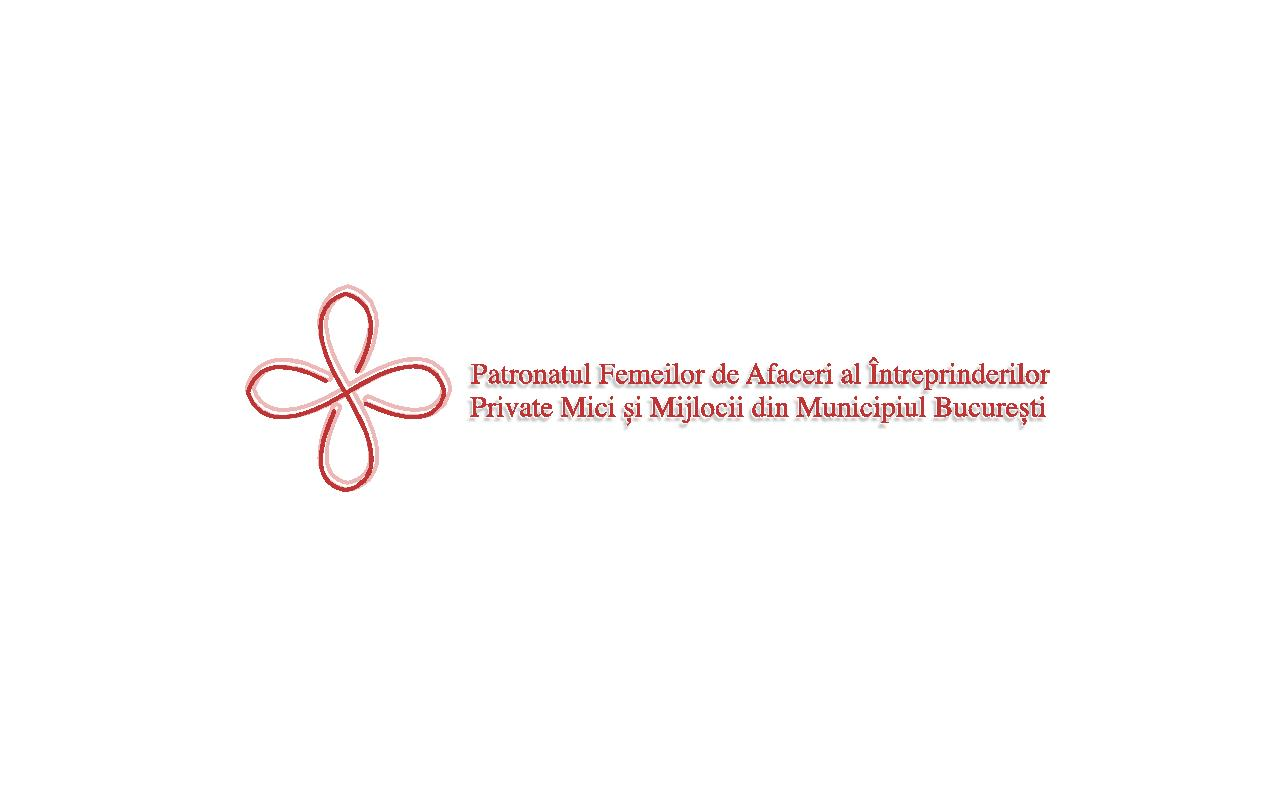 Patronatul Femeilor de Afaceri al Întreprinderilor
Private Mici și Mijlocii din Municipiul București